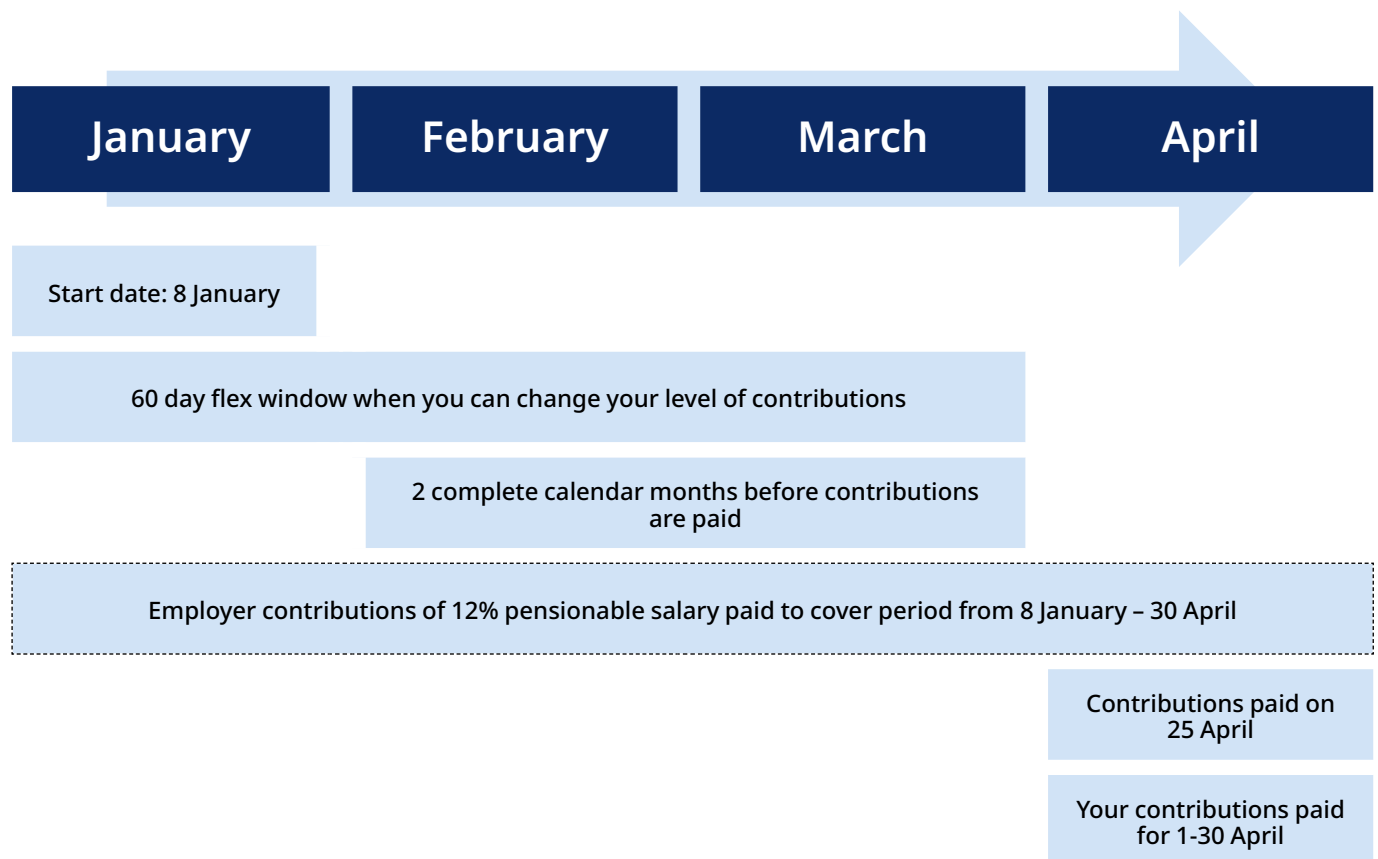 January
February
March
April
Start date: 8 January
60 day flex window when you can change your level of contributions
2 complete calendar months before contributions
are paid
Employer contributions of 12% pensionable salary paid to cover period from 8 January – 30 April
Contributions paid on
25 April
Your contributions paid
for 1-30 April